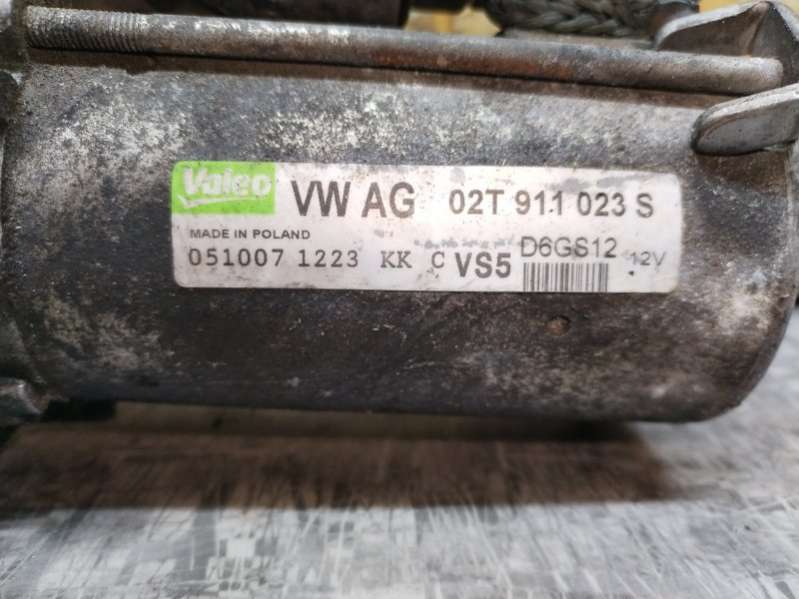 Valeo VW AG 02T 911 023 S
MADE IN POLAND
051007 1223 KK C VS5 D6GS12 12V